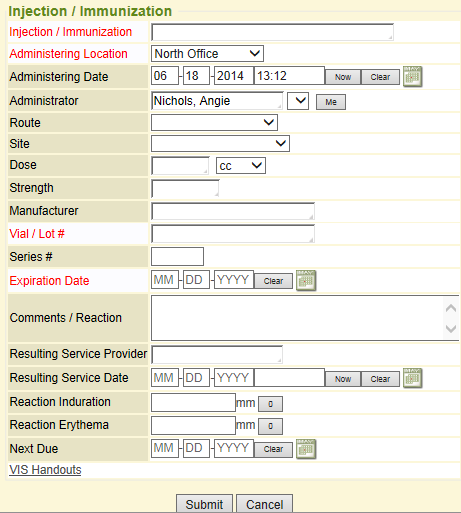 Injection / Immunization
Injection / Immunization
Administering Location North Office
Administering Date 06 - 18 - 2014 13:12 Now Clear
Administrator Nichols, Angie Me
Route
Site
Dose cc
Strength
Manufacturer
Vial / Lot #
Series #
Expiration Date MM - DD - YYYY Clear
Comments / Reaction
Resulting Service Provider
Resulting Service Date MM - DD - YYYY Now Clear
Reaction Induration mm 0
Reaction Erythema mm 0
Next Due MM - DD - YYYY Clear
VIS Handouts
Submit Cancel